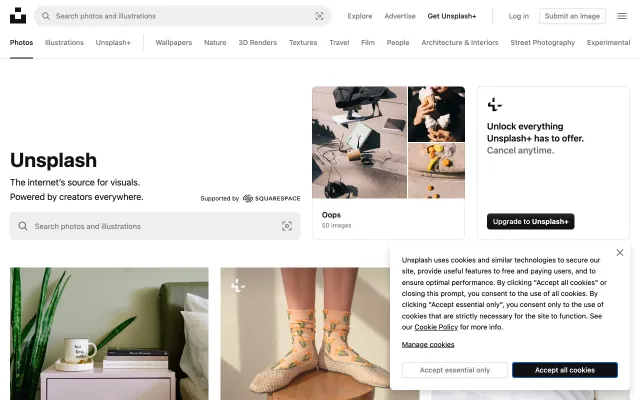 Search photos and illustrations
Explore
Advertise
Get Unsplash+
Log in
Submit an image
Photos
Illustrations
Unsplash+
Wallpapers
Nature
3D Renders
Textures
Travel
Film
People
Architecture & Interiors
Street Photography
Experimental
Unsplash
The internet's source for visuals.
Powered by creators everywhere.
Supported by SQUARESPACE
Search photos and illustrations
Oops
50 images
Unlock everything
Unsplash+ has to offer.
Cancel anytime.
Upgrade to Unsplash+
Unsplash uses cookies and similar technologies to secure our
site, provide useful features to free and paying users, and to
ensure optimal performance. By clicking "Accept all cookies" or
closing this prompt, you consent to the use of all cookies. By
clicking "Accept essential only", you consent only to the use of
cookies that are strictly necessary for the site to function. See
our Cookie Policy for more info.
Manage cookies
Accept essential only
Accept all cookies